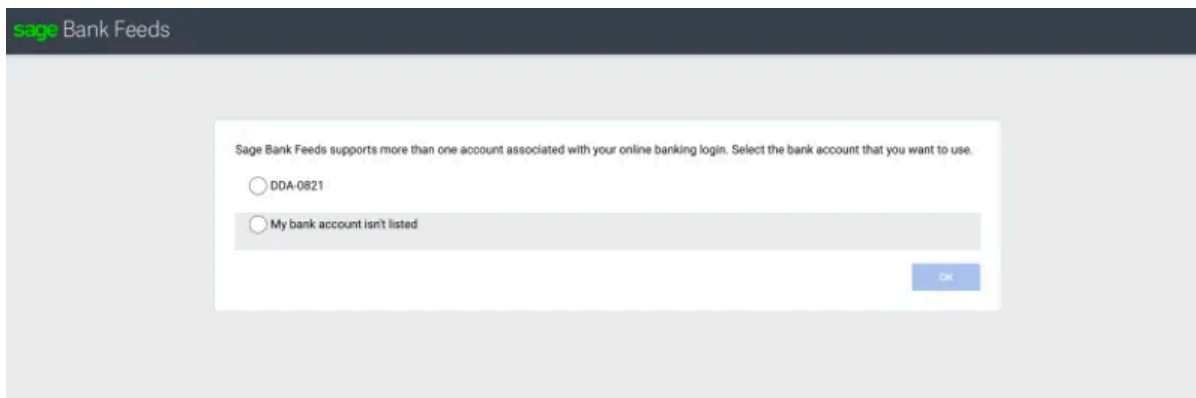 sage Bank Feeds
Sage Bank Feeds supports more than one account associated with your online banking login. Select the bank account that you want to use.
DDA-0821
My bank account isn't listed
OK